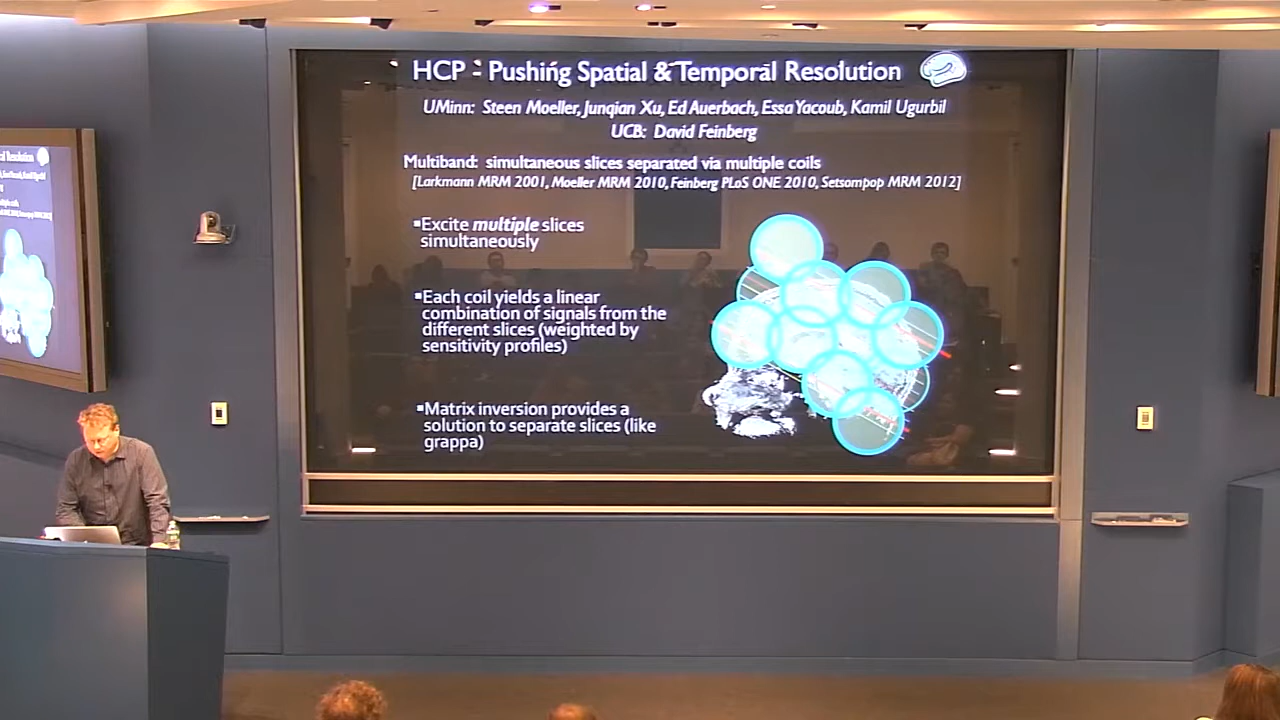 HCP - Pushing Spatial & Temporal Resolution
UMinn: Steen Moeller, Junqian Xu, Ed Auerbach, Essa Yacoub, Kamil Ugurbil
UCB: David Feinberg
Multiband: simultaneous slices separated via multiple coils
[Larkmann MRM 2001, Moeller MRM 2010, Feinberg PLoS ONE 2010, Setsompop MRM 2012]
▪Excite multiple slices
simultaneously
▪Each coil yields a linear
combination of signals from the
different slices (weighted by
sensitivity profiles)
▪Matrix inversion provides a
solution to separate slices (like
grappa)